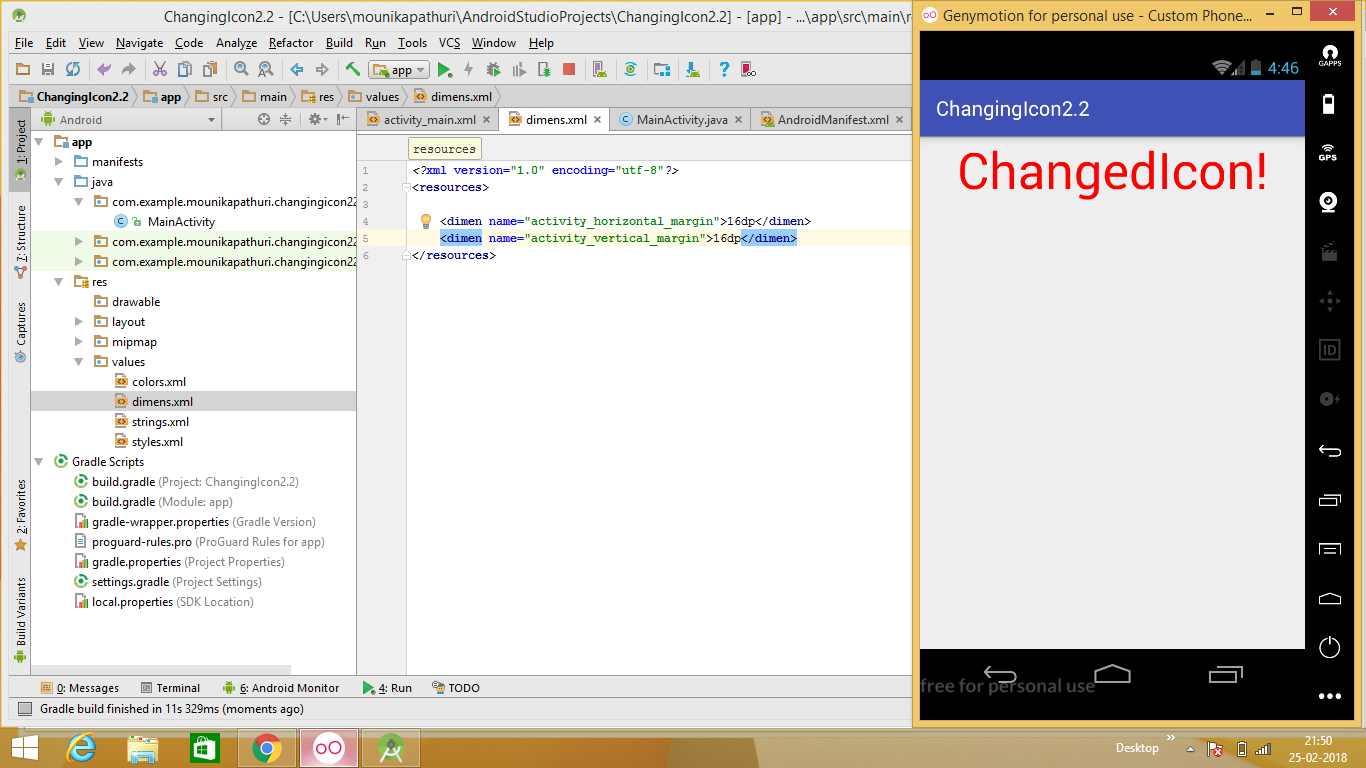 ChangingIcon2.2 - [C:\Users\mounikapathuri\AndroidStudioProjects\ChangingIcon2.2] - [app] - ...\app\src\main\r
File Edit View Navigate Code Analyze Refactor Build Run Tools VCS Window Help
app
ChangingIcon2.2 app src main res values dimens.xml
1: Project
7: Structure
Captures
2: Favorites
Build Variants
Android
app
manifests
java
com.example.mounikapathuri.changingicon22
MainActivity
com.example.mounikapathuri.changingicon22
com.example.mounikapathuri.changingicon22
res
drawable
layout
mipmap
values
colors.xml
dimens.xml
strings.xml
styles.xml
Gradle Scripts
build.gradle (Project: ChangingIcon2.2)
build.gradle (Module: app)
gradle-wrapper.properties (Gradle Version)
proguard-rules.pro (ProGuard Rules for app)
gradle.properties (Project Properties)
settings.gradle (Project Settings)
local.properties (SDK Location)
activity_main.xml dimens.xml MainActivity.java AndroidManifest.xml
resources
1 <?xml version="1.0" encoding="utf-8"?>
2 <resources>
3
4 <dimen name="activity_horizontal_margin">16dp</dimen>
5 <dimen name="activity_vertical_margin">16dp</dimen>
6 </resources>
0: Messages Terminal 6: Android Monitor 4: Run TODO
Gradle build finished in 11s 329ms (moments ago)
Genymotion for personal use - Custom Phone...
4:46
ChangingIcon2.2
ChangedIcon!
free for personal use
GAPPS
GPS
ID
Desktop
21:50
25-02-2018